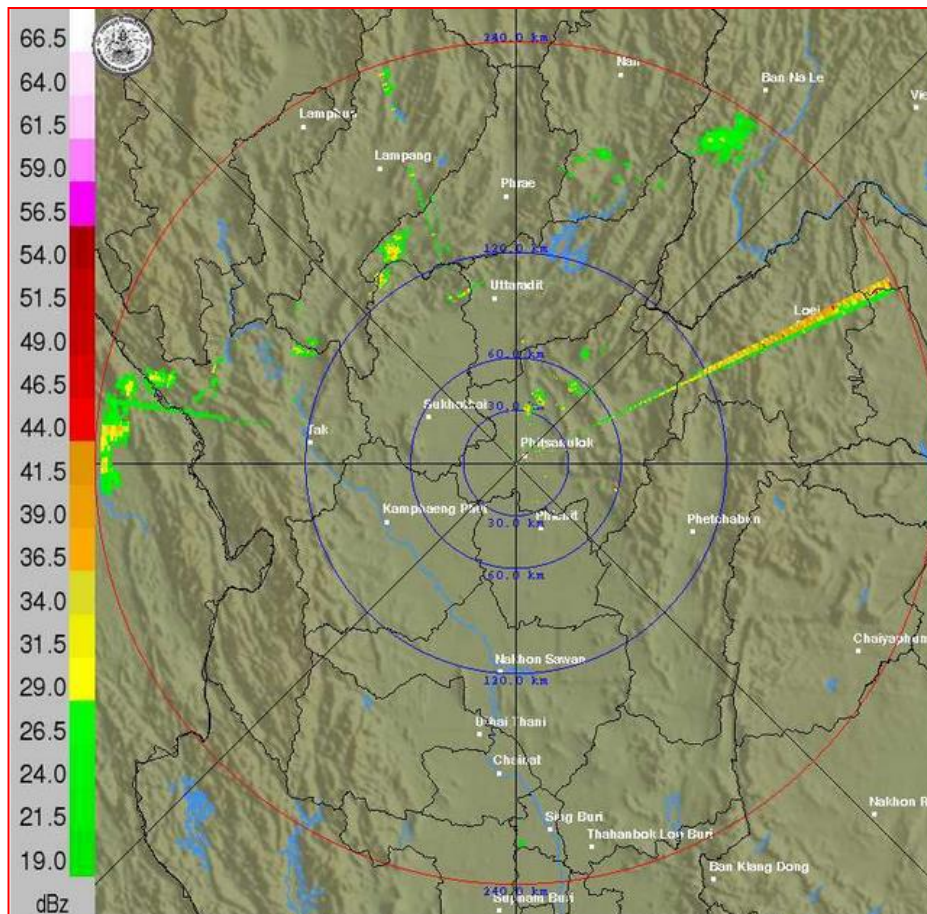 66.5
64.0
61.5
59.0
56.5
54.0
51.5
49.0
46.5
44.0
41.5
39.0
36.5
34.0
31.5
29.0
26.5
24.0
21.5
19.0
dBz
240.0 km
Nan
Ban Na Le
Lamphun
Lampang
Phrae
120.0 km
Uttaradit
Loei
60.0 km
30.0 km
Sukhothai
Tak
Phitsanulok
Kamphaeng Phet
Phichit
Phetchabun
30.0 km
60.0 km
Chaiyaphum
Nakhon Sawan
120.0 km
Uthai Thani
Chainat
Sing Buri
Thahanbok Lop Buri
Nakhon R
Ban Klang Dong
240.0 km
Suphan Buri